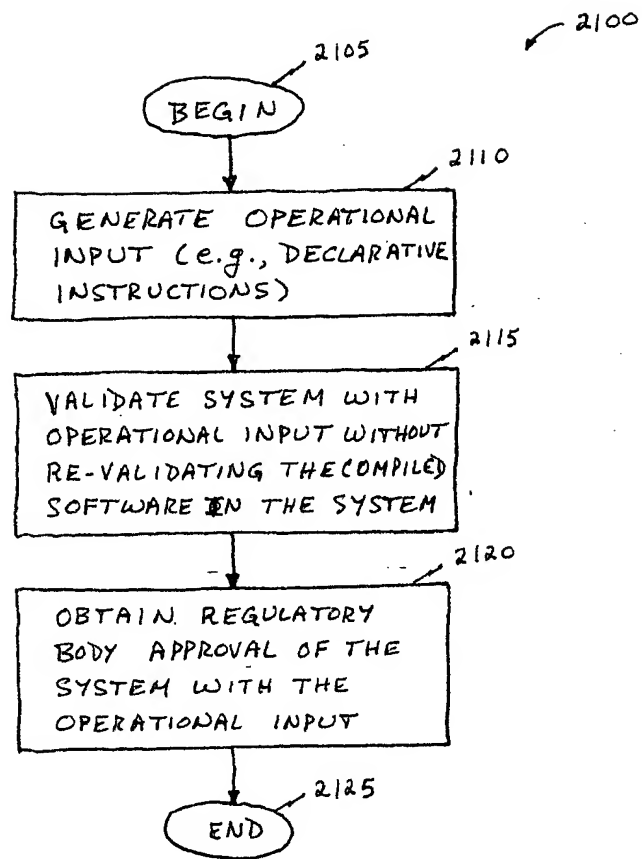 2100
2105
BEGIN
2110
GENERATE OPERATIONAL
INPUT (e.g., DECLARATIVE
INSTRUCTIONS)
2115
VALIDATE SYSTEM WITH
OPERATIONAL INPUT WITHOUT
RE-VALIDATING THE COMPILED
SOFTWARE IN THE SYSTEM
2120
OBTAIN REGULATORY
BODY APPROVAL OF THE
SYSTEM WITH THE
OPERATIONAL INPUT
2125
END